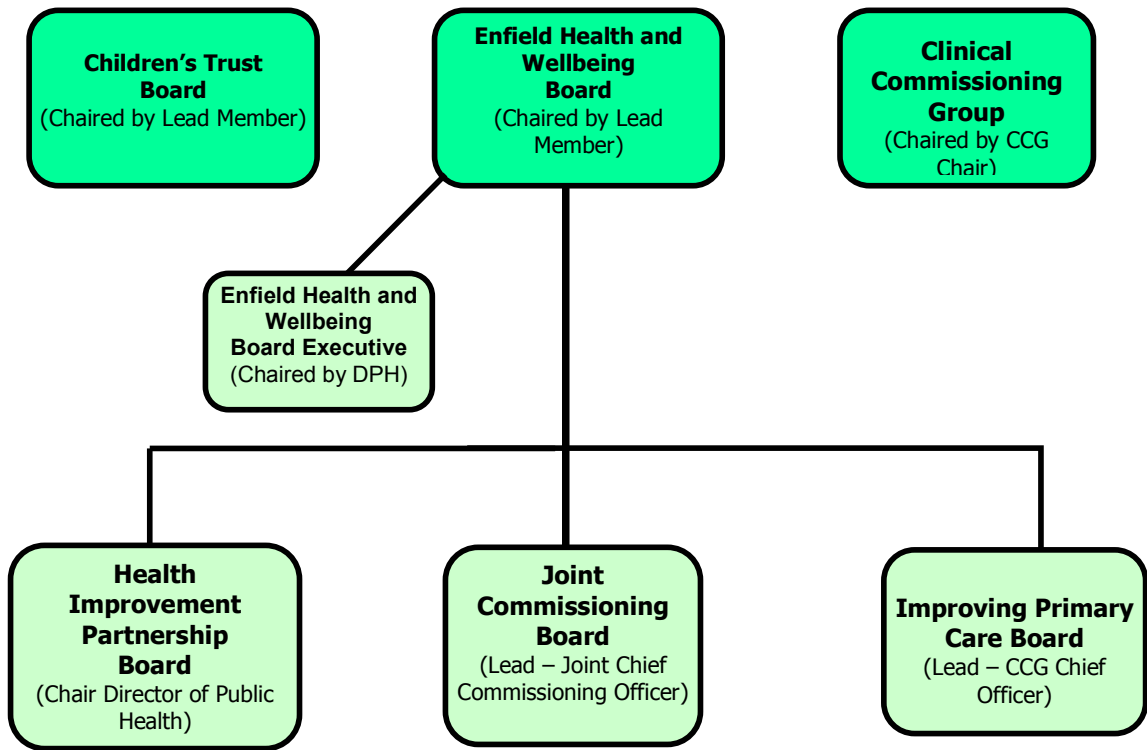 Children’s Trust
Board
(Chaired by Lead Member)
Enfield Health and
Wellbeing
Board
(Chaired by Lead
Member)
Clinical
Commissioning
Group
(Chaired by CCG
Chair)
Enfield Health and
Wellbeing
Board Executive
(Chaired by DPH)
Health
Improvement
Partnership
Board
(Chair Director of Public
Health)
Joint
Commissioning
Board
(Lead – Joint Chief
Commissioning Officer)
Improving Primary
Care Board
(Lead – CCG Chief
Officer)